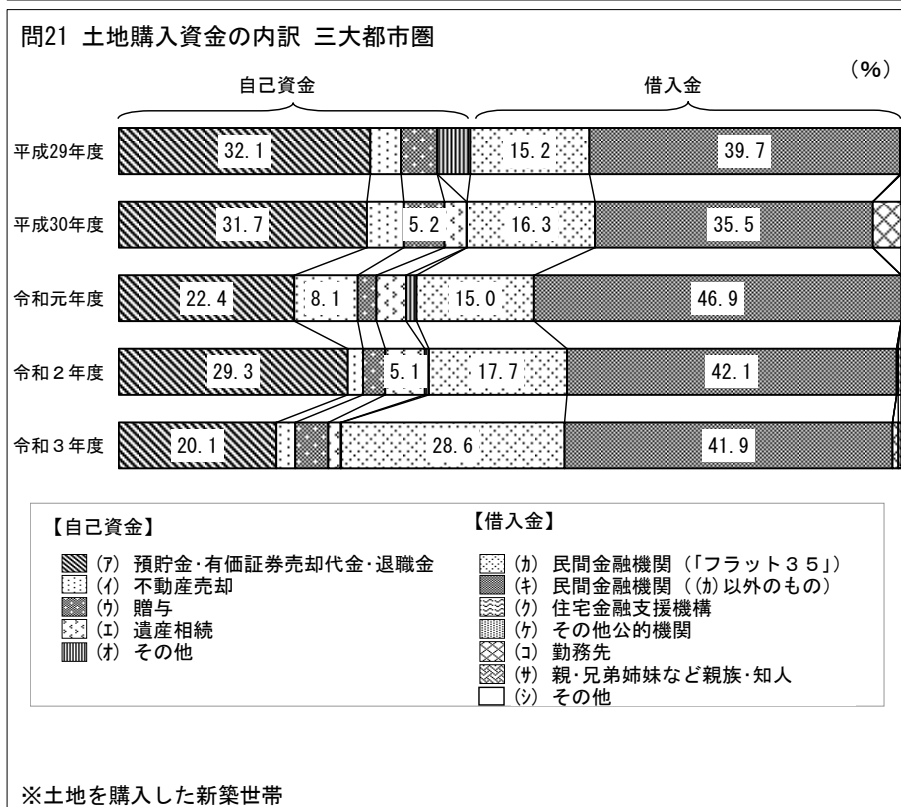 問21 土地購入資金の内訳 三大都市圏
(%)
自己資金 借入金
平成29年度 32.1 15.2 39.7
平成30年度 31.7 5.2 16.3 35.5
令和元年度 22.4 8.1 15.0 46.9
令和２年度 29.3 5.1 17.7 42.1
令和３年度 20.1 28.6 41.9
【自己資金】
(ｱ) 預貯金･有価証券売却代金･退職金
(ｲ) 不動産売却
(ｳ) 贈与
(ｴ) 遺産相続
(ｵ) その他
【借入金】
(ｶ) 民間金融機関（｢フラット３５｣）
(ｷ) 民間金融機関（(ｶ)以外のもの）
(ｸ) 住宅金融支援機構
(ｹ) その他公的機関
(ｺ) 勤務先
(ｻ) 親･兄弟姉妹など親族･知人
(ｼ) その他
※土地を購入した新築世帯